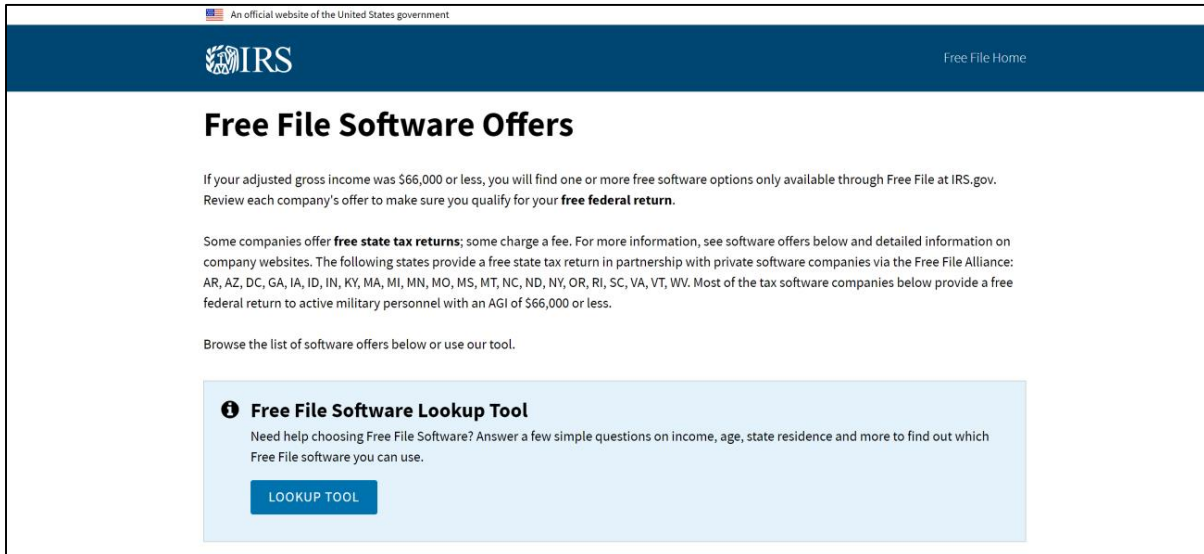 An official website of the United States government
IRS
Free File Home
Free File Software Offers
If your adjusted gross income was $66,000 or less, you will find one or more free software options only available through Free File at IRS.gov.
Review each company's offer to make sure you qualify for your free federal return.
Some companies offer free state tax returns; some charge a fee. For more information, see software offers below and detailed information on
company websites. The following states provide a free state tax return in partnership with private software companies via the Free File Alliance:
AR, AZ, DC, GA, IA, ID, IN, KY, MA, MI, MN, MO, MS, MT, NC, ND, NY, OR, RI, SC, VA, VT, WV. Most of the tax software companies below provide a free
federal return to active military personnel with an AGI of $66,000 or less.
Browse the list of software offers below or use our tool.
Free File Software Lookup Tool
Need help choosing Free File Software? Answer a few simple questions on income, age, state residence and more to find out which
Free File software you can use.
LOOKUP TOOL